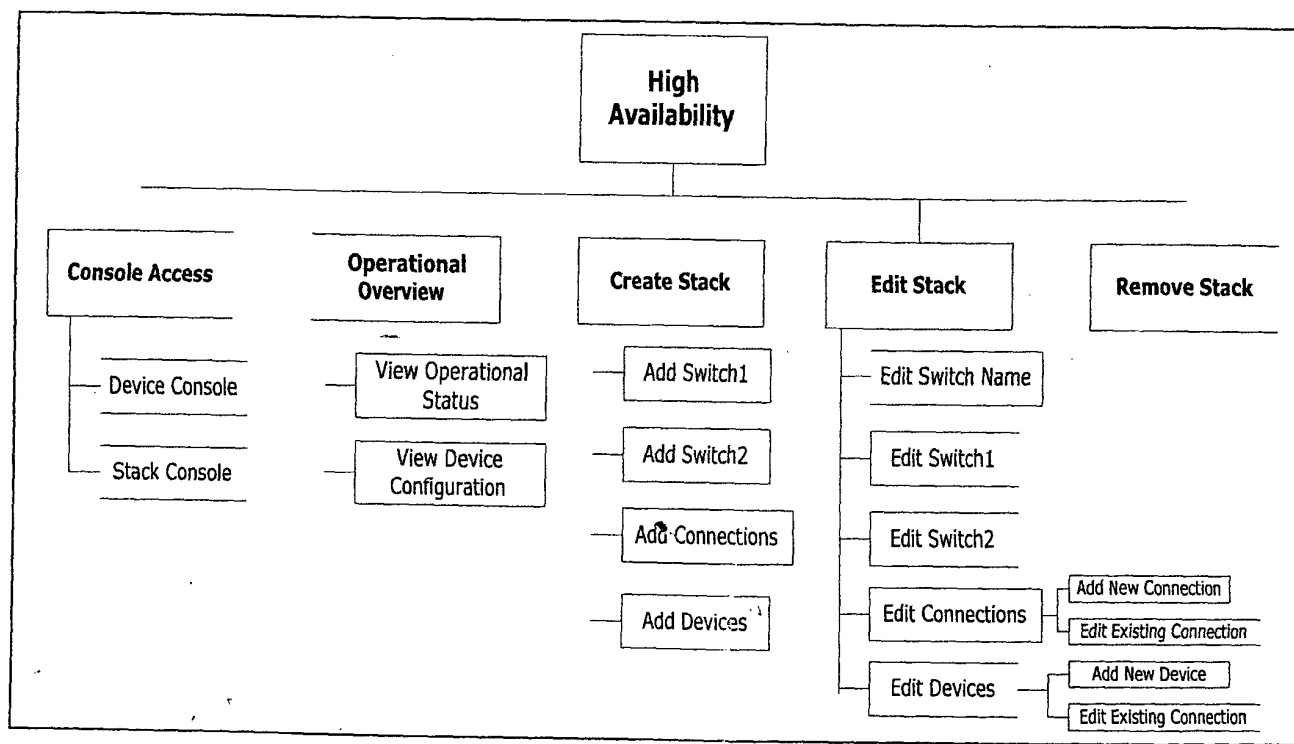 High
Availability
Console Access
Operational
Overview
Create Stack
Edit Stack
Remove Stack
Device Console
Stack Console
View Operational
Status
View Device
Configuration
Add Switch1
Add Switch2
Add Connections
Add Devices
Edit Switch Name
Edit Switch1
Edit Switch2
Edit Connections
Add New Connection
Edit Existing Connection
Edit Devices
Add New Device
Edit Existing Connection